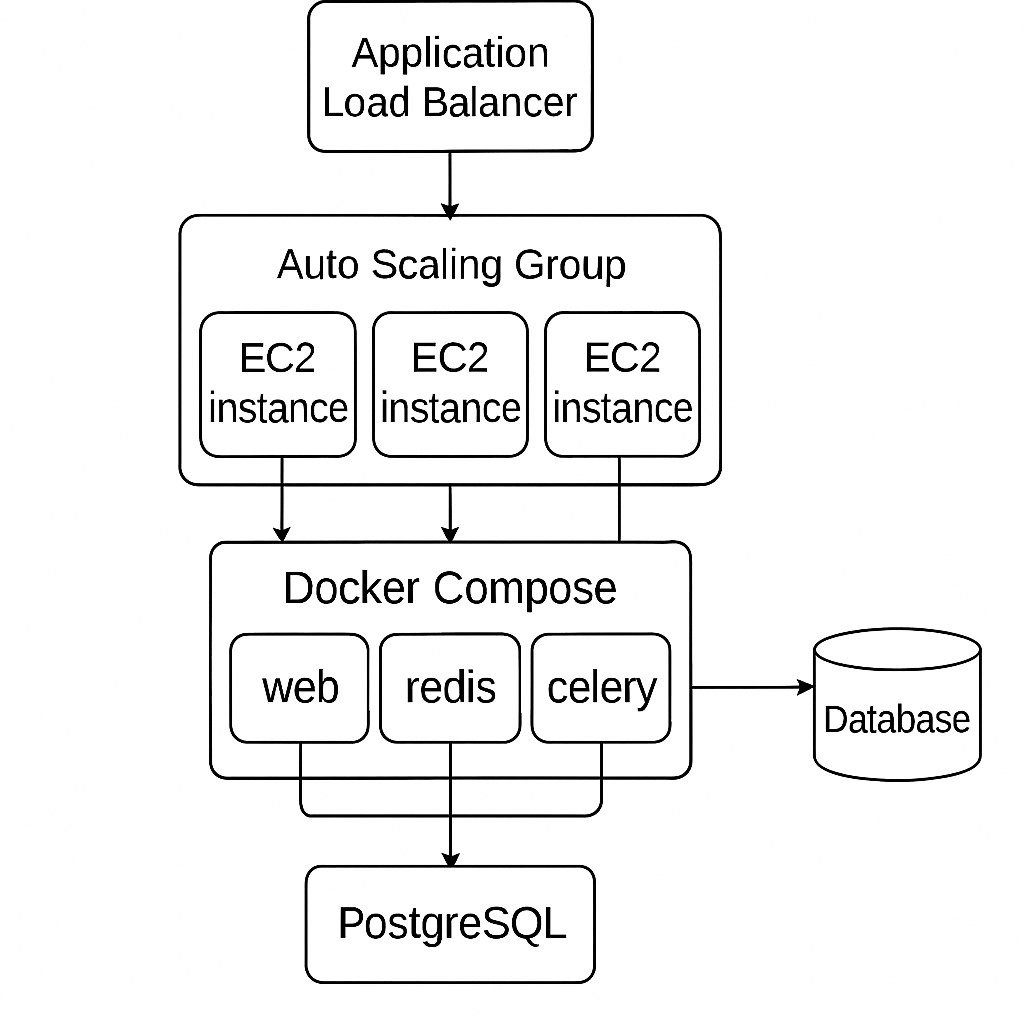 Application
Load Balancer
Auto Scaling Group
EC2
instance
EC2
instance
EC2
instance
Docker Compose
web
redis
celery
Database
PostgreSQL